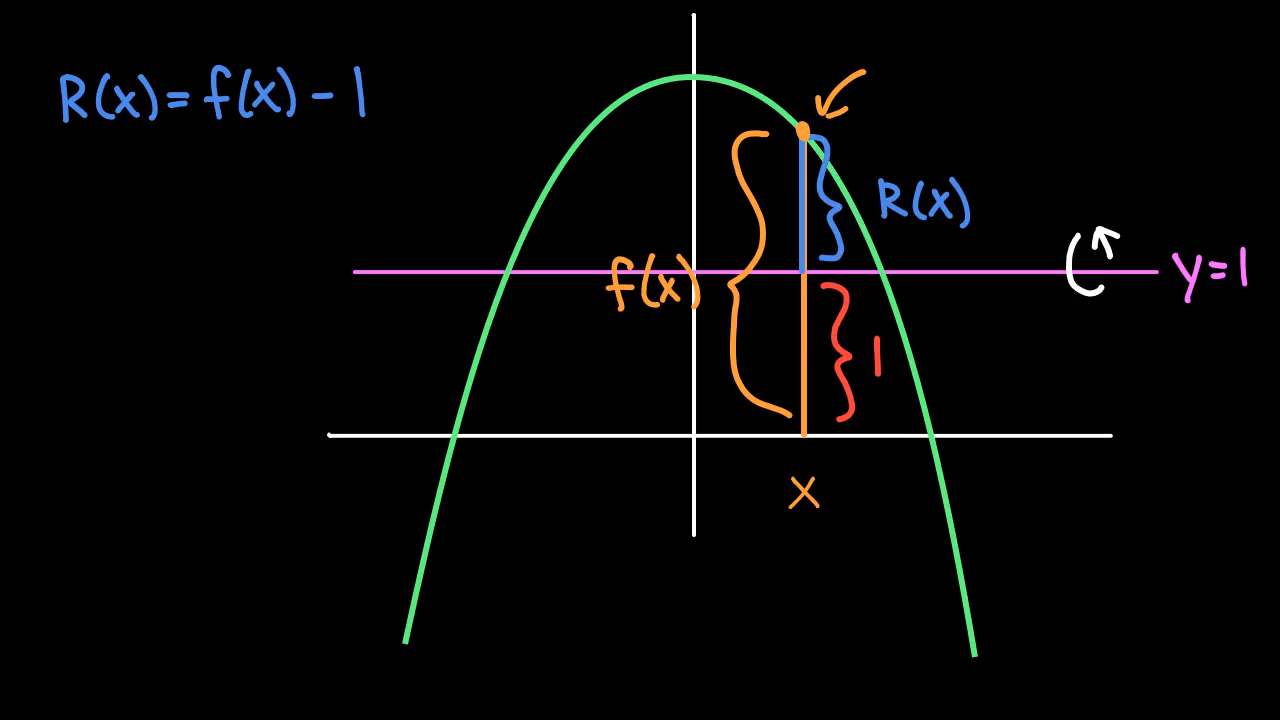 R(x) = f(x) - 1
R(x)
f(x)
y=1
1
x